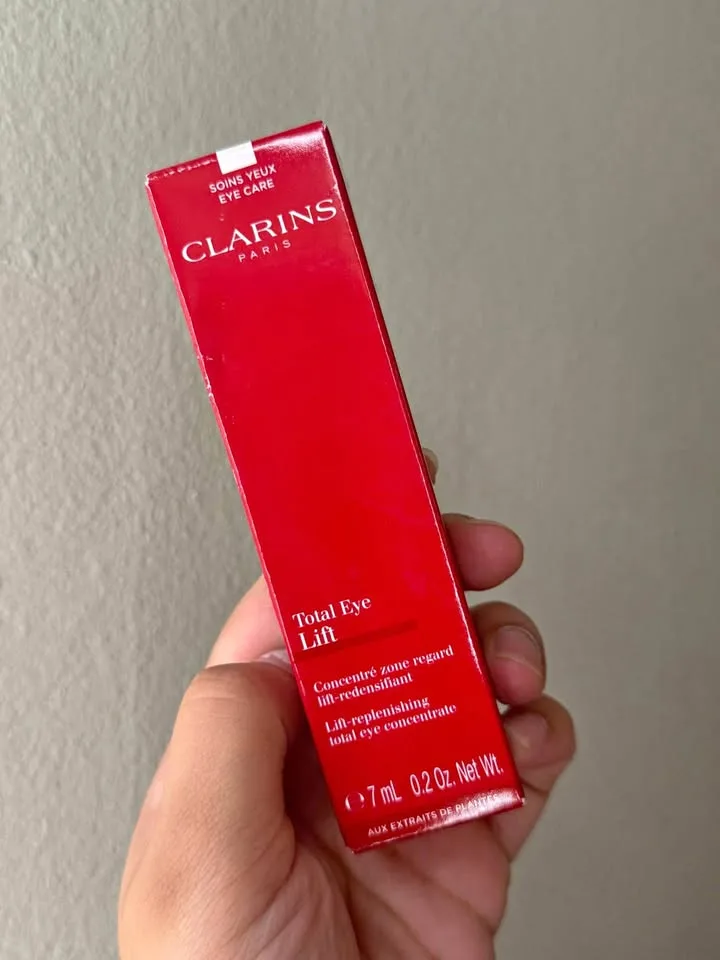 SOINS YEUX
EYE CARE
CLARINS
PARIS
Total Eye
Lift
Concentré zone regard
lift-redensifiant
Lift-replenishing
total eye concentrate
7 mL 0.2 Oz. Net Wt.
AUX EXTRAITS DE PLANTES